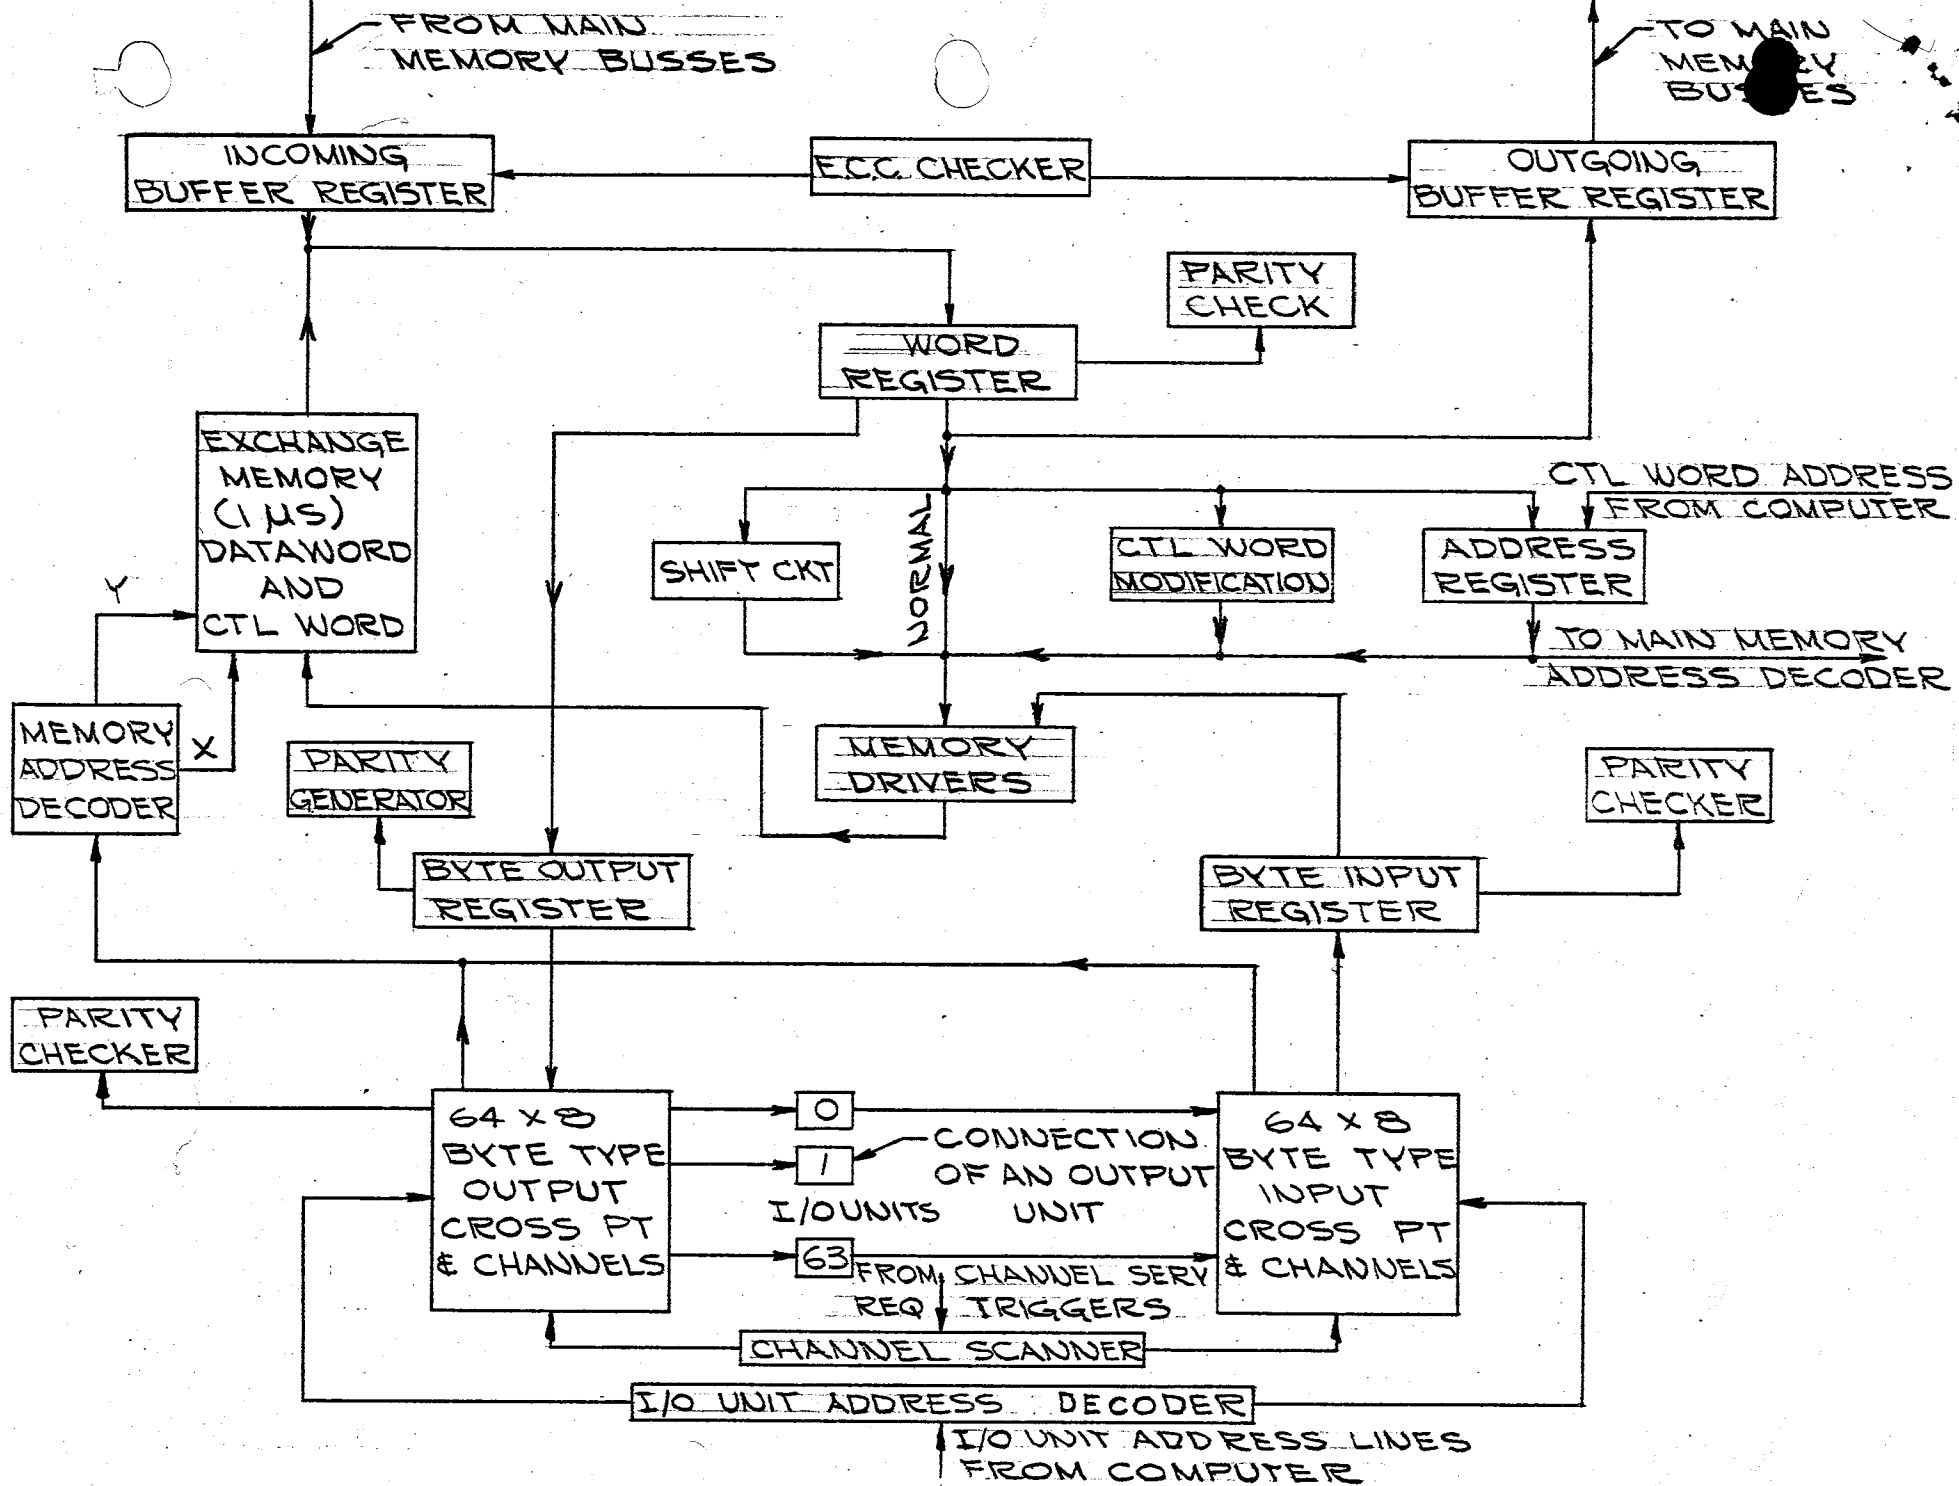 FROM MAIN
MEMORY BUSSES
TO MAIN
MEMORY
BUSSES
INCOMING
BUFFER REGISTER
E.C.C. CHECKER
OUTGOING
BUFFER REGISTER
PARITY
CHECK
WORD
REGISTER
EXCHANGE
MEMORY
(1 µS)
DATAWORD
AND
CTL WORD
CTL WORD ADDRESS
FROM COMPUTER
NORMAL
SHIFT CKT
CTL WORD
MODIFICATION
ADDRESS
REGISTER
Y
TO MAIN MEMORY
ADDRESS DECODER
MEMORY
ADDRESS
DECODER
X
PARITY
GENERATOR
MEMORY
DRIVERS
PARITY
CHECKER
BYTE OUTPUT
REGISTER
BYTE INPUT
REGISTER
PARITY
CHECKER
64 X 8
BYTE TYPE
OUTPUT
CROSS PT
& CHANNELS
0
1
I/O UNITS
63
CONNECTION
OF AN OUTPUT
UNIT
64 X 8
BYTE TYPE
INPUT
CROSS PT
& CHANNELS
FROM CHANNEL SERV
REQ TRIGGERS
CHANNEL SCANNER
I/O UNIT ADDRESS DECODER
I/O UNIT ADDRESS LINES
FROM COMPUTER